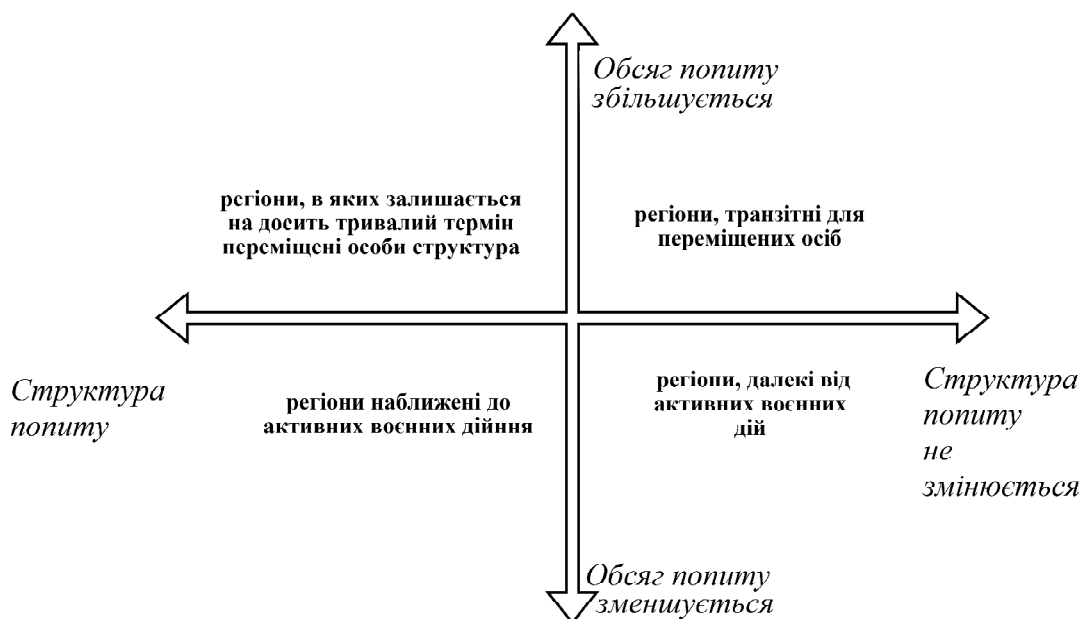 Обсяг попиту
збільшується
регіони, в яких залишається
на досить тривалий термін
переміщені особи структура
регіони, транзитні для
переміщених осіб
Структура
попиту
регіони наближені до
активних воєнних дійння
регіони, далекі від
активних воєнних
дій
Структура
попиту
не
змінюється
Обсяг попиту
зменшується